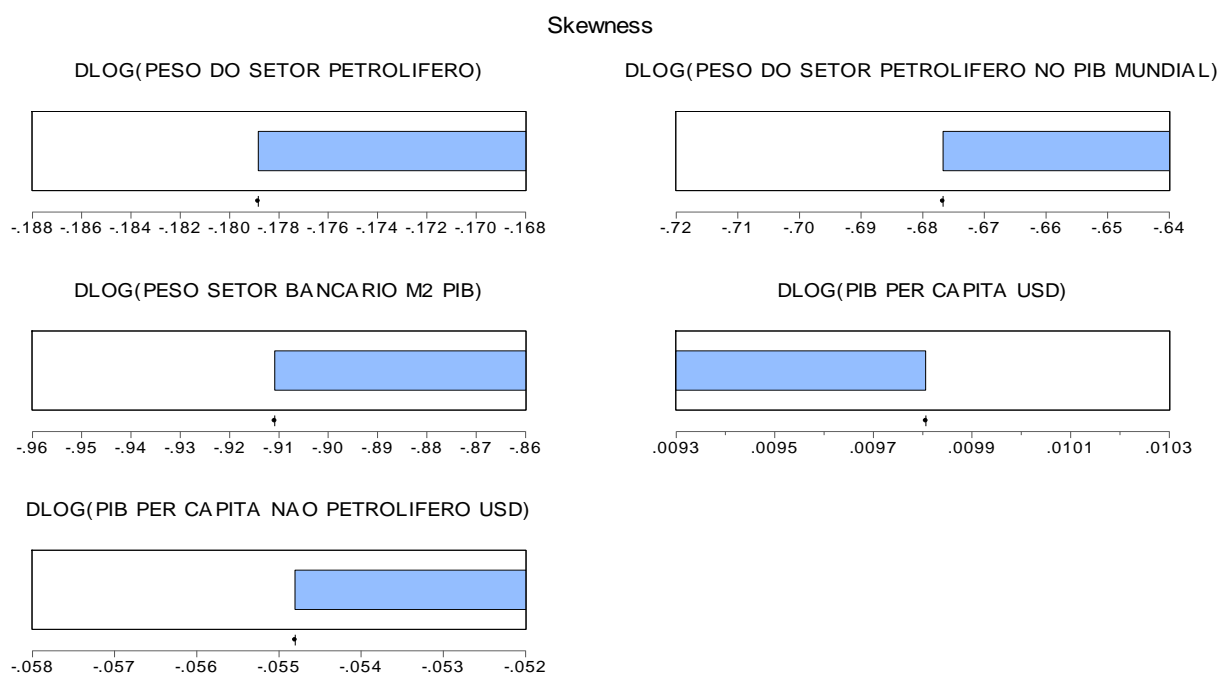 Skewness
DLOG(PESO DO SETOR PETROLIFERO)
-.188 -.186 -.184 -.182 -.180 -.178 -.176 -.174 -.172 -.170 -.168
DLOG(PESO DO SETOR PETROLIFERO NO PIB MUNDIAL)
-.72 -.71 -.70 -.69 -.68 -.67 -.66 -.65 -.64
DLOG(PESO SETOR BANCARIO M2 PIB)
-.96 -.95 -.94 -.93 -.92 -.91 -.90 -.89 -.88 -.87 -.86
DLOG(PIB PER CAPITA USD)
.0093 .0095 .0097 .0099 .0101 .0103
DLOG(PIB PER CAPITA NAO PETROLIFERO USD)
-.058 -.057 -.056 -.055 -.054 -.053 -.052